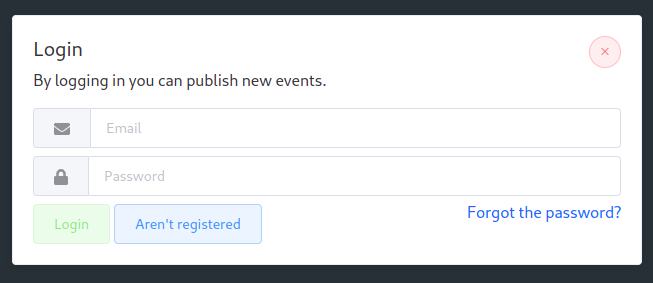 Login
By logging in you can publish new events.
Email
Password
Login
Aren't registered
Forgot the password?